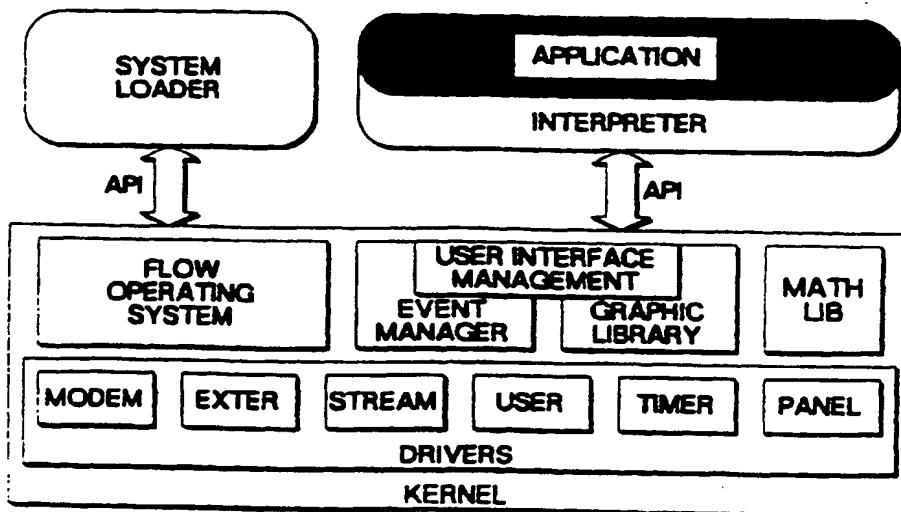 SYSTEM
LOADER
APPLICATION
INTERPRETER
API
API
FLOW
OPERATING
SYSTEM
USER INTERFACE
MANAGEMENT
EVENT
MANAGER
GRAPHIC
LIBRARY
MATH
LIB
MODEM
EXTER
STREAM
USER
TIMER
PANEL
DRIVERS
KERNEL